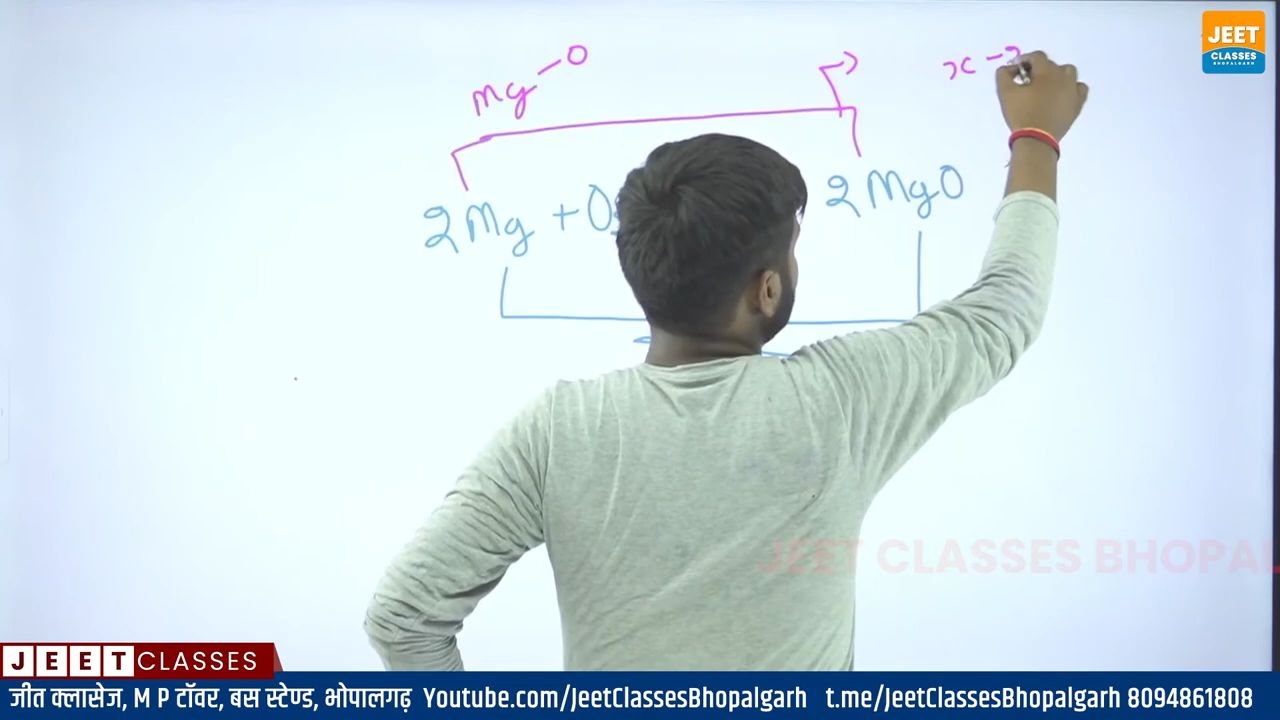 JEET
CLASSES
BHOPALGARH
Mg - O
x - 2
2Mg + O
2MgO
JEET CLASSES BHOPAL
JEET CLASSES
जीत क्लासेज, M P टॉवर, बस स्टेण्ड, भोपालगढ़ Youtube.com/JeetClassesBhopalgarh t.me/JeetClassesBhopalgarh 8094861808